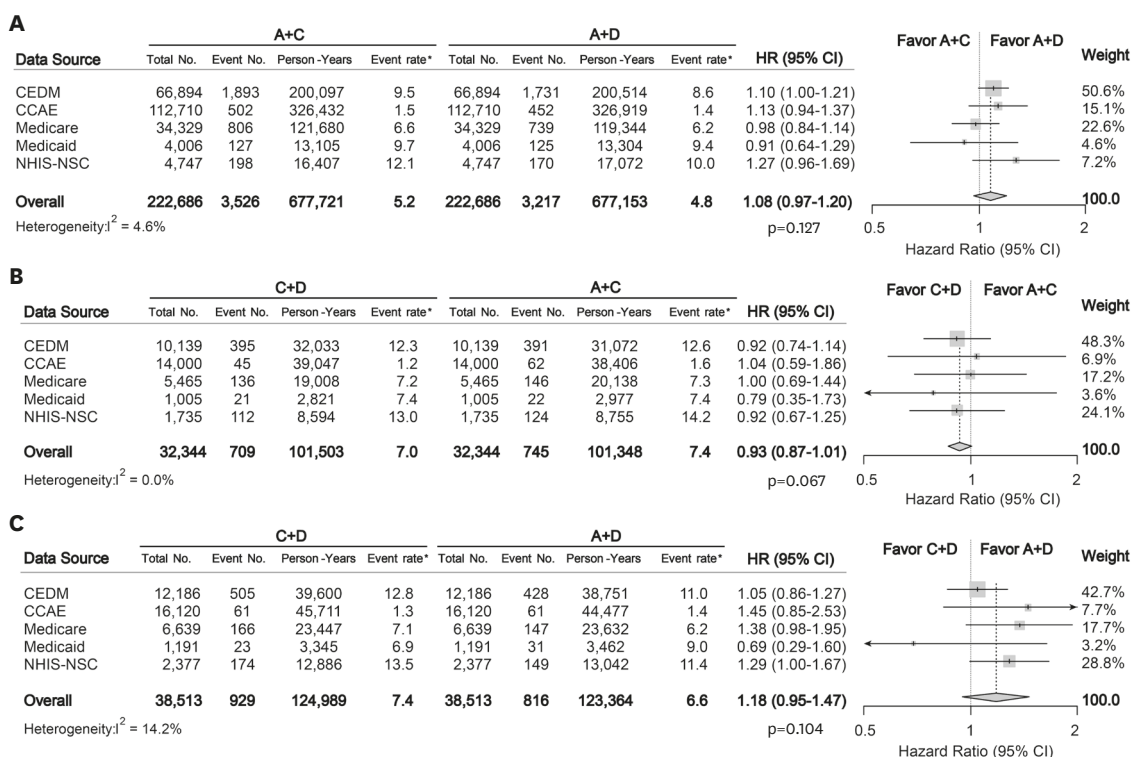 A
A+C A+D
Favor A+C Favor A+D
Data Source Total No. Event No. Person-Years Event rate* Total No. Event No. Person-Years Event rate* HR (95% CI) Weight
CEDM 66,894 1,893 200,097 9.5 66,894 1,731 200,514 8.6 1.10 (1.00-1.21) 50.6%
CCAE 112,710 502 326,432 1.5 112,710 452 326,919 1.4 1.13 (0.94-1.37) 15.1%
Medicare 34,329 806 121,680 6.6 34,329 739 119,344 6.2 0.98 (0.84-1.14) 22.6%
Medicaid 4,006 127 13,105 9.7 4,006 125 13,304 9.4 0.91 (0.64-1.29) 4.6%
NHIS-NSC 4,747 198 16,407 12.1 4,747 170 17,072 10.0 1.27 (0.96-1.69) 7.2%
Overall 222,686 3,526 677,721 5.2 222,686 3,217 677,153 4.8 1.08 (0.97-1.20) 100.0
Heterogeneity:I² = 4.6% p=0.127 0.5 1 2
Hazard Ratio (95% CI)
B
C+D A+C Favor C+D Favor A+C
Data Source Total No. Event No. Person-Years Event rate* Total No. Event No. Person-Years Event rate* HR (95% CI) Weight
CEDM 10,139 395 32,033 12.3 10,139 391 31,072 12.6 0.92 (0.74-1.14) 48.3%
CCAE 14,000 45 39,047 1.2 14,000 62 38,406 1.6 1.04 (0.59-1.86) 6.9%
Medicare 5,465 136 19,008 7.2 5,465 146 20,138 7.3 1.00 (0.69-1.44) 17.2%
Medicaid 1,005 21 2,821 7.4 1,005 22 2,977 7.4 0.79 (0.35-1.73) 3.6%
NHIS-NSC 1,735 112 8,594 13.0 1,735 124 8,755 14.2 0.92 (0.67-1.25) 24.1%
Overall 32,344 709 101,503 7.0 32,344 745 101,348 7.4 0.93 (0.87-1.01) 100.0
Heterogeneity:I² = 0.0% p=0.067 0.5 1 2
Hazard Ratio (95% CI)
C
C+D A+D Favor C+D Favor A+D
Data Source Total No. Event No. Person-Years Event rate* Total No. Event No. Person-Years Event rate* HR (95% CI) Weight
CEDM 12,186 505 39,600 12.8 12,186 428 38,751 11.0 1.05 (0.86-1.27) 42.7%
CCAE 16,120 61 45,711 1.3 16,120 61 44,477 1.4 1.45 (0.85-2.53) 7.7%
Medicare 6,639 166 23,447 7.1 6,639 147 23,632 6.2 1.38 (0.98-1.95) 17.7%
Medicaid 1,191 23 3,345 6.9 1,191 31 3,462 9.0 0.69 (0.29-1.60) 3.2%
NHIS-NSC 2,377 174 12,886 13.5 2,377 149 13,042 11.4 1.29 (1.00-1.67) 28.8%
Overall 38,513 929 124,989 7.4 38,513 816 123,364 6.6 1.18 (0.95-1.47) 100.0
Heterogeneity:I² = 14.2% p=0.104 0.5 1 2
Hazard Ratio (95% CI)